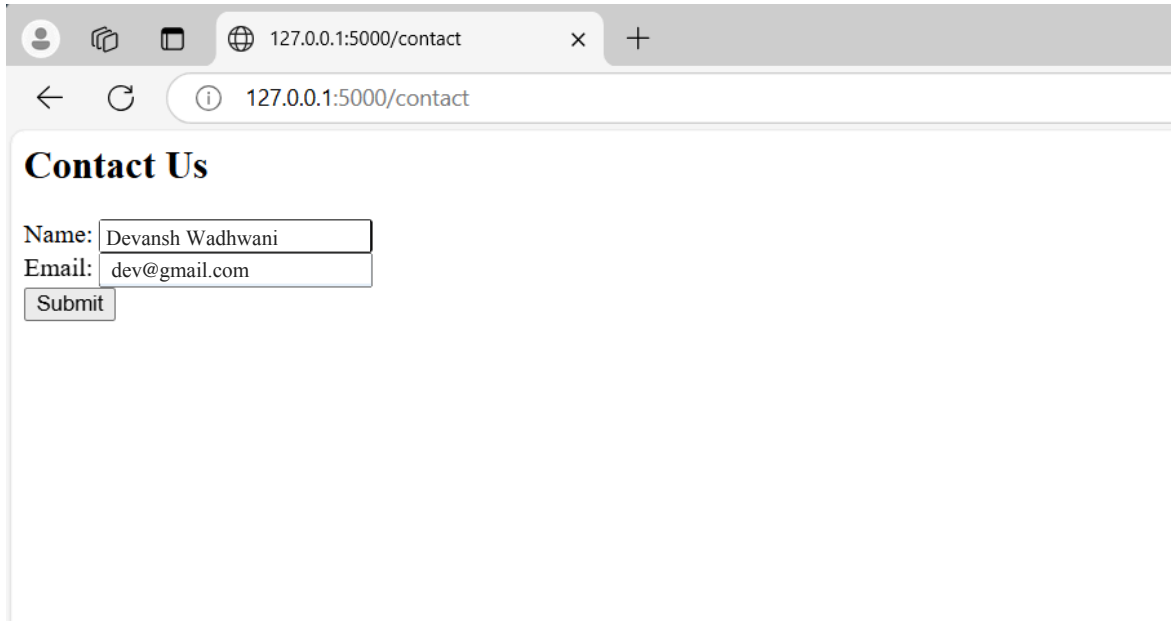 127.0.0.1:5000/contact
127.0.0.1:5000/contact
Contact Us
Name: Devansh Wadhwani
Email: dev@gmail.com
Submit